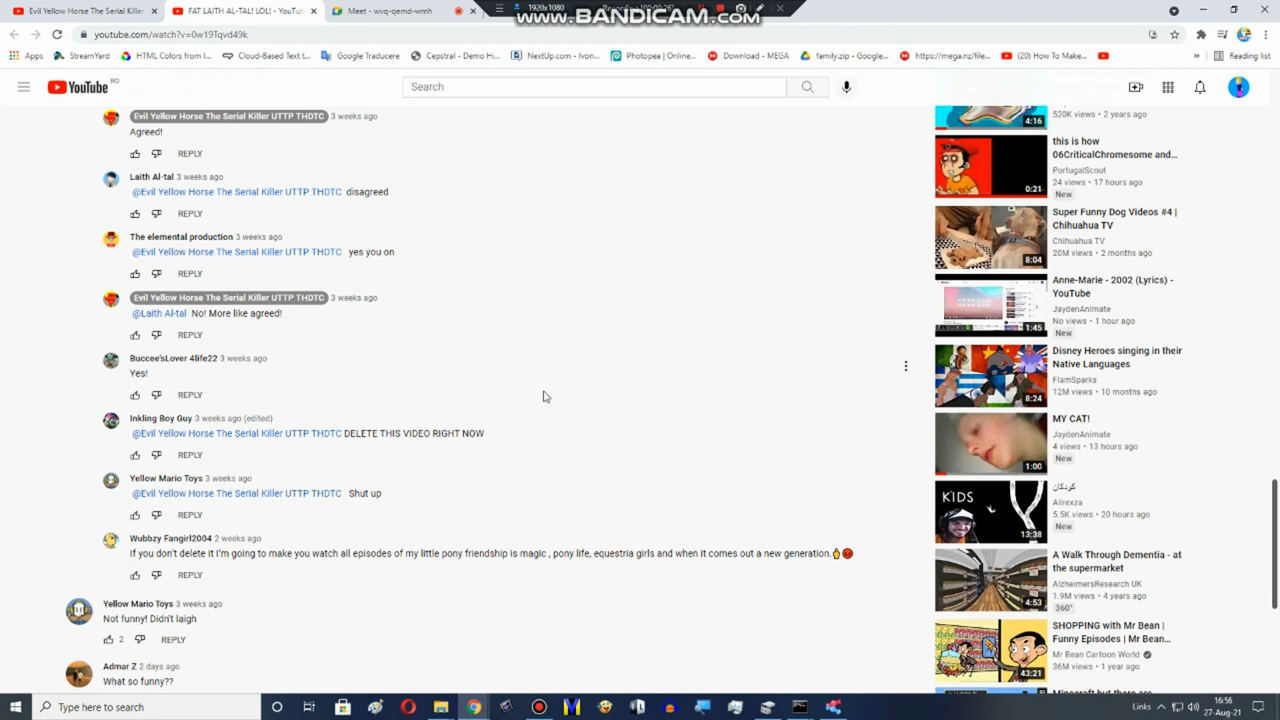 Evil Yellow Horse The Serial Killer
FAT LAITH AL-TAL! LOL! - YouTu
Meet - wvq-qemd-wmh
1920x1080
Recording [00:00:26]
www.BANDICAM.com
youtube.com/watch?v=0w19Tqvd49k
Apps
StreamYard
HTML Colors from I...
Cloud-Based Text t...
Google Traducere
Cepstral - Demo Hi...
NextUp.com - Ivon...
Photopea | Online...
Download - MEGA
family.zip - Google...
https://mega.nz/file...
(20) How To Make...
»
Reading list
YouTube RO
Search
Evil Yellow Horse The Serial Killer UTTP THDTC 3 weeks ago
Agreed!
REPLY
Laith Al-tal 3 weeks ago
@Evil Yellow Horse The Serial Killer UTTP THDTC disagreed
REPLY
The elemental production 3 weeks ago
@Evil Yellow Horse The Serial Killer UTTP THDTC yes you on
REPLY
Evil Yellow Horse The Serial Killer UTTP THDTC 3 weeks ago
@Laith Al-tal No! More like agreed!
REPLY
Buccee'sLover 4life22 3 weeks ago
Yes!
REPLY
Inkling Boy Guy 3 weeks ago (edited)
@Evil Yellow Horse The Serial Killer UTTP THDTC DELETE THIS VIDEO RIGHT NOW
REPLY
Yellow Mario Toys 3 weeks ago
@Evil Yellow Horse The Serial Killer UTTP THDTC Shut up
REPLY
Wubbzy Fangirl2004 2 weeks ago
If you don't delete it I'm going to make you watch all episodes of my little pony friendship is magic , pony life, equestria girls and when it comes out a new generation.🖕😡
REPLY
Yellow Mario Toys 3 weeks ago
Not funny! Didn't laigh
2 REPLY
Admar Z 2 days ago
What so funny??
4:16
520K views • 2 years ago
0:21
this is how
06CriticalChromesome and...
PortugalScout
24 views • 17 hours ago
New
8:04
Super Funny Dog Videos #4 |
Chihuahua TV
Chihuahua TV
20M views • 2 months ago
1:45
Anne-Marie - 2002 (Lyrics) -
YouTube
JaydenAnimate
No views • 1 hour ago
New
8:24
Disney Heroes singing in their
Native Languages
FlamSparks
12M views • 10 months ago
1:00
MY CAT!
JaydenAnimate
4 views • 13 hours ago
New
KIDS
13:38
کودکان
Alirexza
5.5K views • 20 hours ago
New
4:53
A Walk Through Dementia - at
the supermarket
AlzheimersResearch UK
1.9M views • 4 years ago
360°
43:21
SHOPPING with Mr Bean |
Funny Episodes | Mr Bean...
Mr Bean Cartoon World
36M views • 1 year ago
Minecraft but there are
Type here to search
Links
16:56
27-Aug-21